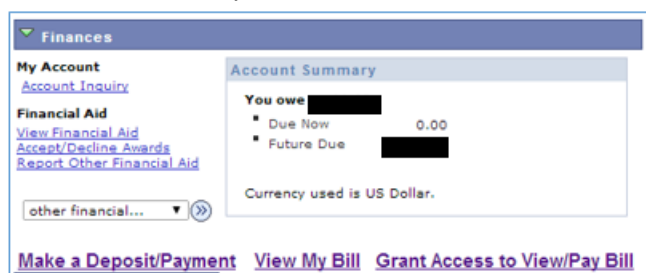 Finances
My Account
Account Inquiry
Financial Aid
View Financial Aid
Accept/Decline Awards
Report Other Financial Aid
other financial...
Account Summary
You owe
Due Now 0.00
Future Due
Currency used is US Dollar.
Make a Deposit/Payment View My Bill Grant Access to View/Pay Bill